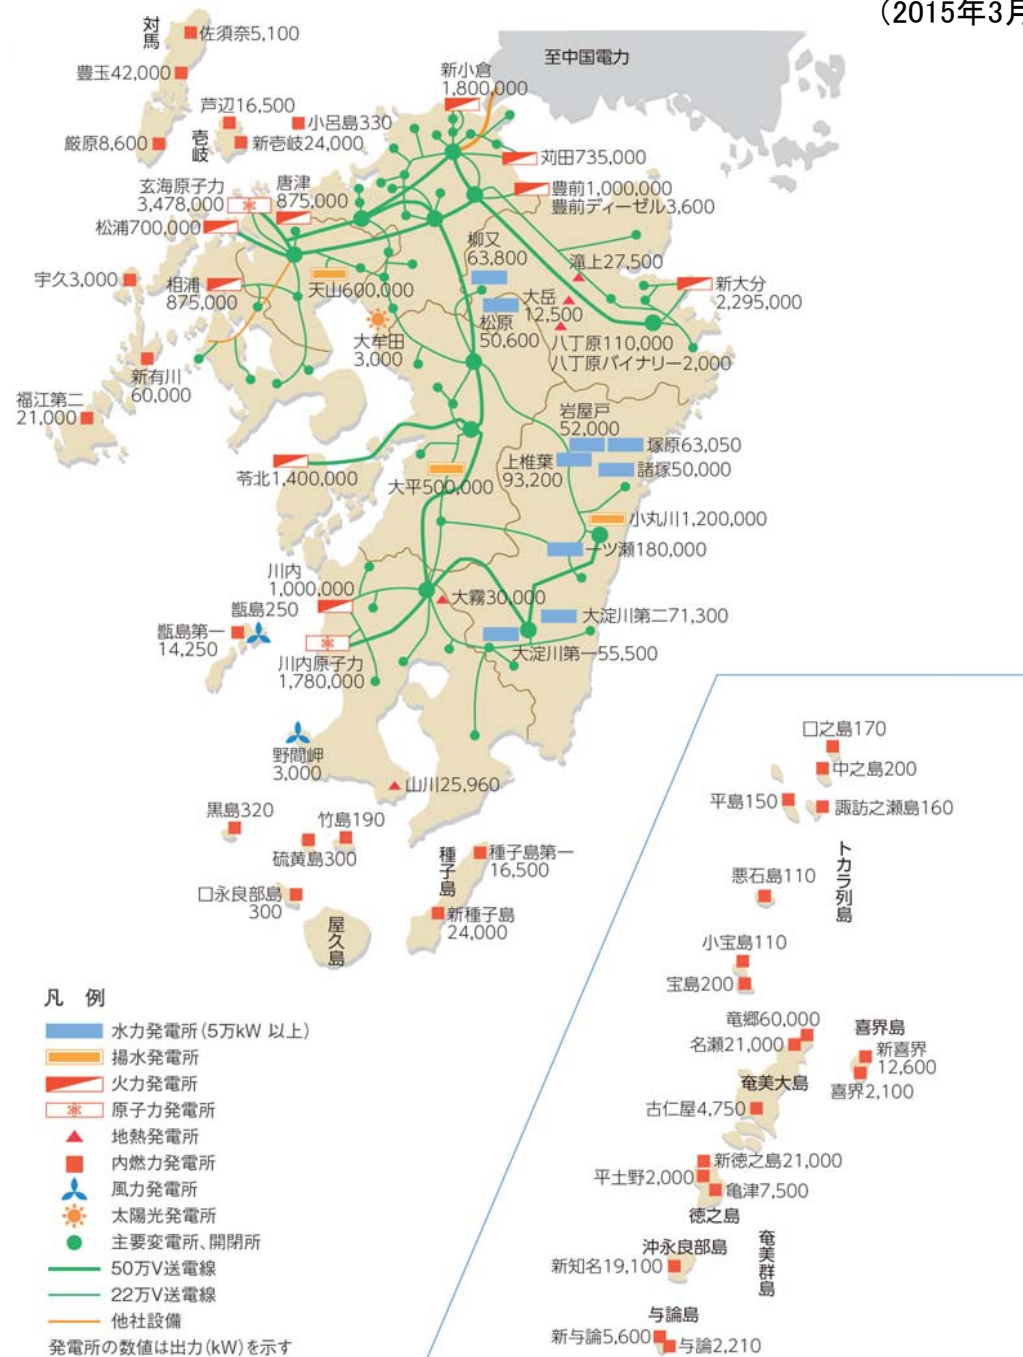 (2015年3月
対馬
佐須奈5,100
豊玉42,000
芦辺16,500
小呂島330
厳原8,600
壱岐
新壱岐24,000
至中国電力
新小倉
1,800,000
苅田735,000
豊前1,000,000
豊前ディーゼル3,600
玄海原子力
3,478,000
唐津
875,000
松浦700,000
宇久3,000
相浦
875,000
天山600,000
柳又
63,800
滝上27,500
大岳
12,500
新大分
2,295,000
松原
50,600
大牟田
3,000
八丁原110,000
八丁原バイナリー2,000
新有川
60,000
福江第二
21,000
岩屋戸
52,000
塚原63,050
上椎葉
93,200
諸塚50,000
苓北1,400,000
大平500,000
小丸川1,200,000
一ツ瀬180,000
川内
1,000,000
大霧30,000
甑島250
甑島第一
14,250
大淀川第二71,300
大淀川第一55,500
川内原子力
1,780,000
野間岬
3,000
山川25,960
黒島320
竹島190
硫黄島300
種子島
種子島第一
16,500
口永良部島
300
新種子島
24,000
屋久島
口之島170
中之島200
平島150
諏訪之瀬島160
トカラ列島
悪石島110
小宝島110
宝島200
竜郷60,000
名瀬21,000
喜界島
新喜界
12,600
喜界2,100
奄美大島
古仁屋4,750
新徳之島21,000
平土野2,000
亀津7,500
徳之島
奄美群島
沖永良部島
新知名19,100
与論島
新与論5,600
与論2,210
凡 例
水力発電所(5万kW 以上)
揚水発電所
火力発電所
原子力発電所
地熱発電所
内燃力発電所
風力発電所
太陽光発電所
主要変電所、開閉所
50万V送電線
22万V送電線
他社設備
発電所の数値は出力(kW)を示す